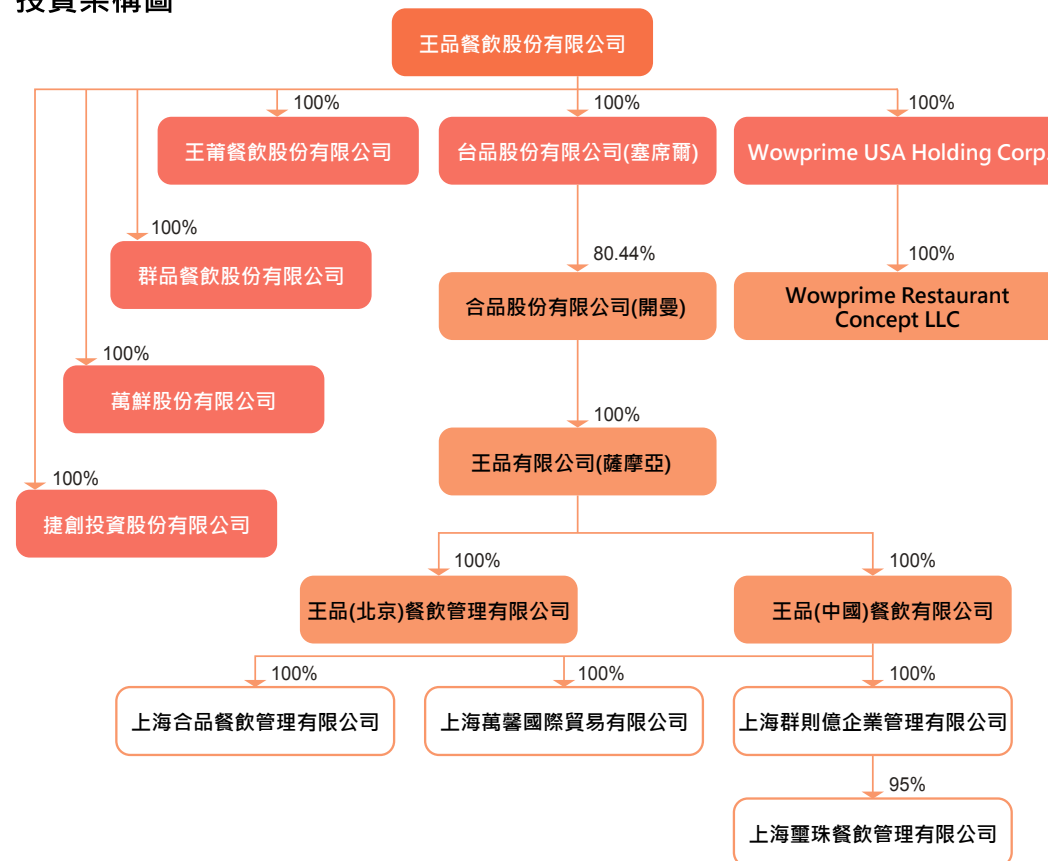 投資架構圖
王品餐飲股份有限公司
100%
100%
100%
王莆餐飲股份有限公司
台品股份有限公司(塞席爾)
Wowprime USA Holding Corp.
100%
群品餐飲股份有限公司
80.44%
100%
合品股份有限公司(開曼)
Wowprime Restaurant
Concept LLC
100%
萬鮮股份有限公司
100%
王品有限公司(薩摩亞)
100%
捷創投資股份有限公司
100%
100%
王品(北京)餐飲管理有限公司
王品(中國)餐飲有限公司
100%
100%
100%
上海合品餐飲管理有限公司
上海萬馨國際貿易有限公司
上海群則億企業管理有限公司
95%
上海璽珠餐飲管理有限公司